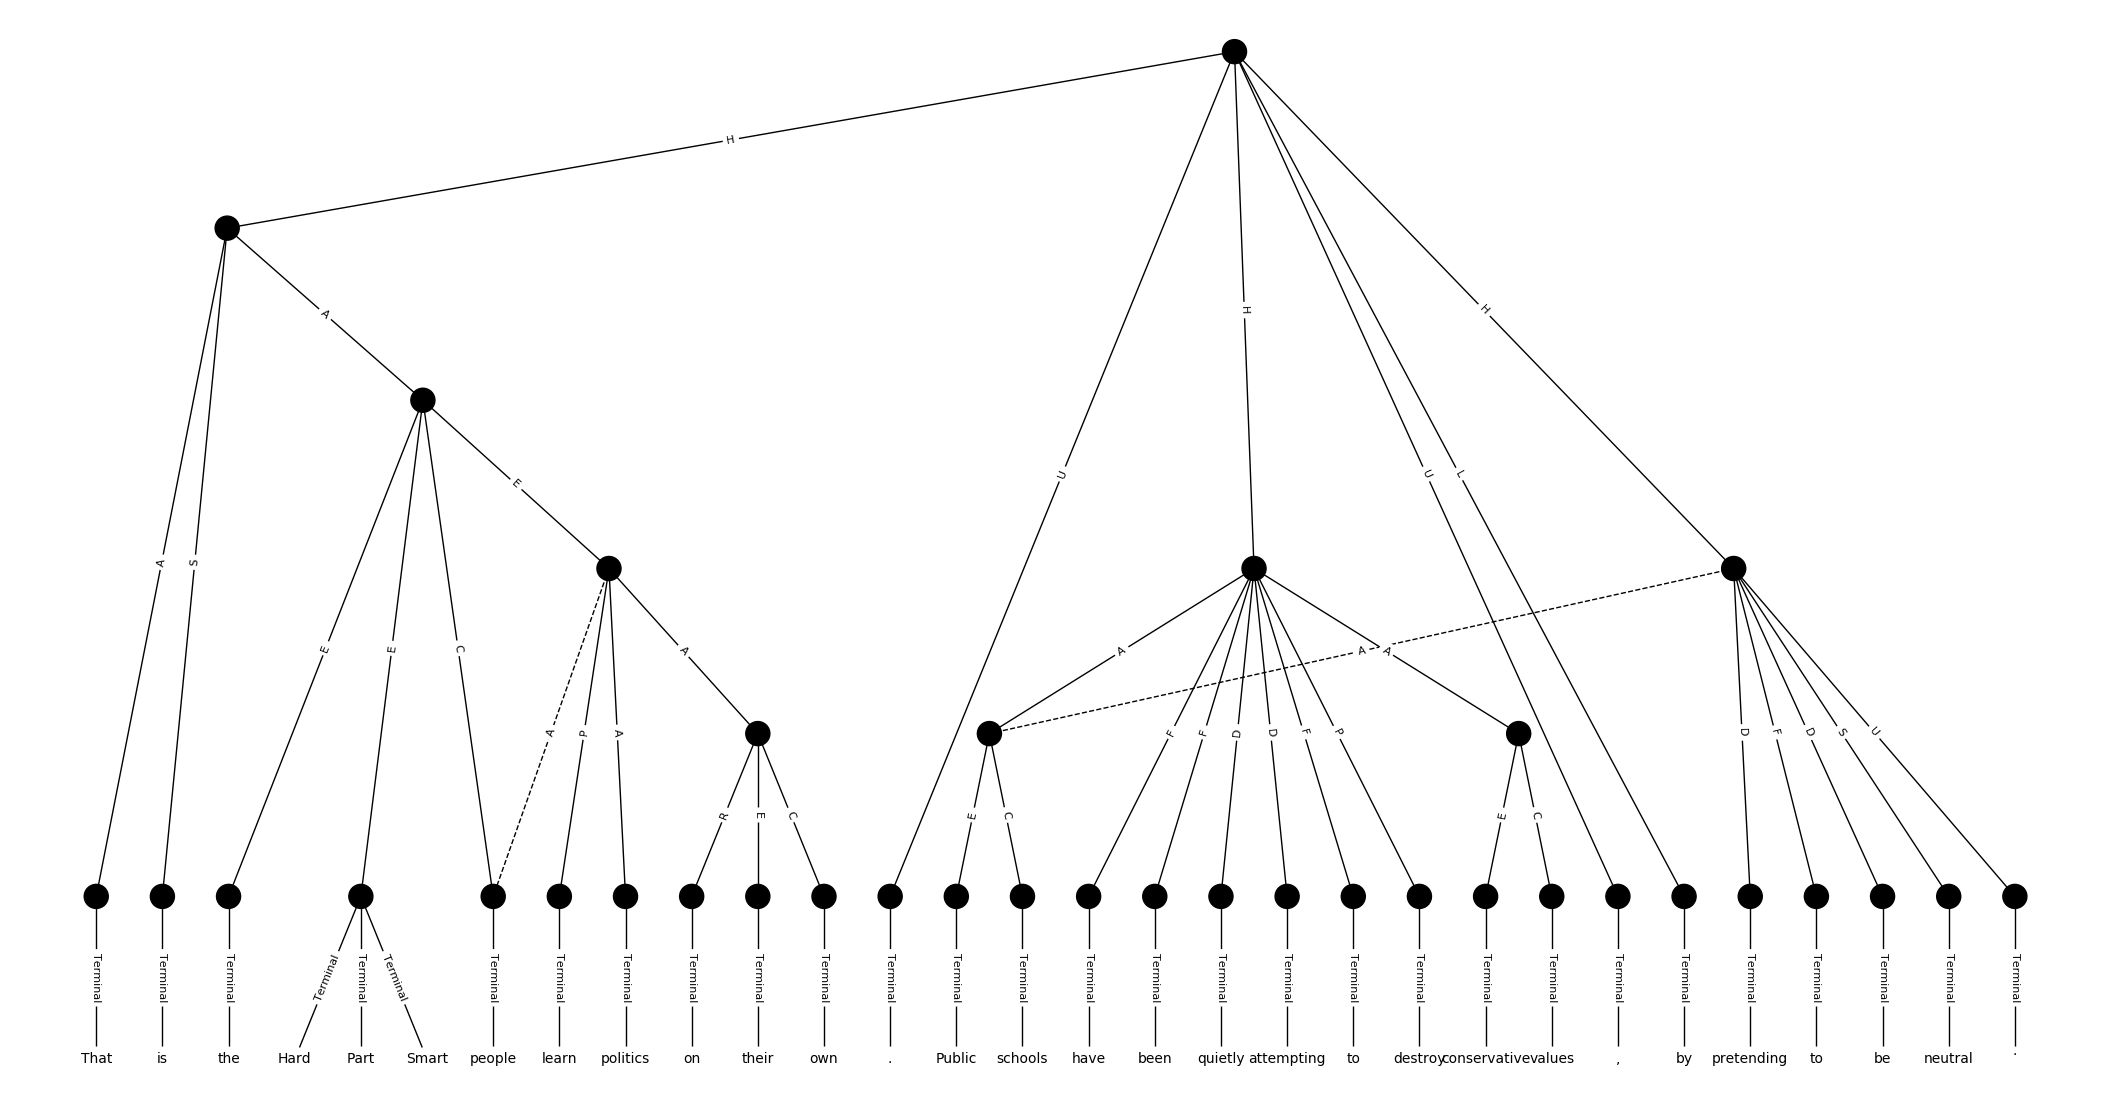 H
A
H
H
A
U
U
L
E
A
S
E
E
C
A
A
A
A
A
P
A
F
F
D
D
F
P
D
F
D
S
U
R
E
C
E
C
E
C
Terminal Terminal Terminal Terminal Terminal Terminal Terminal Terminal Terminal Terminal Terminal Terminal Terminal Terminal Terminal Terminal Terminal Terminal Terminal Terminal Terminal Terminal Terminal Terminal Terminal Terminal Terminal Terminal Terminal Terminal
That is the Hard Part Smart people learn politics on their own . Public schools have been quietly attempting to destroy conservative values , by pretending to be neutral .